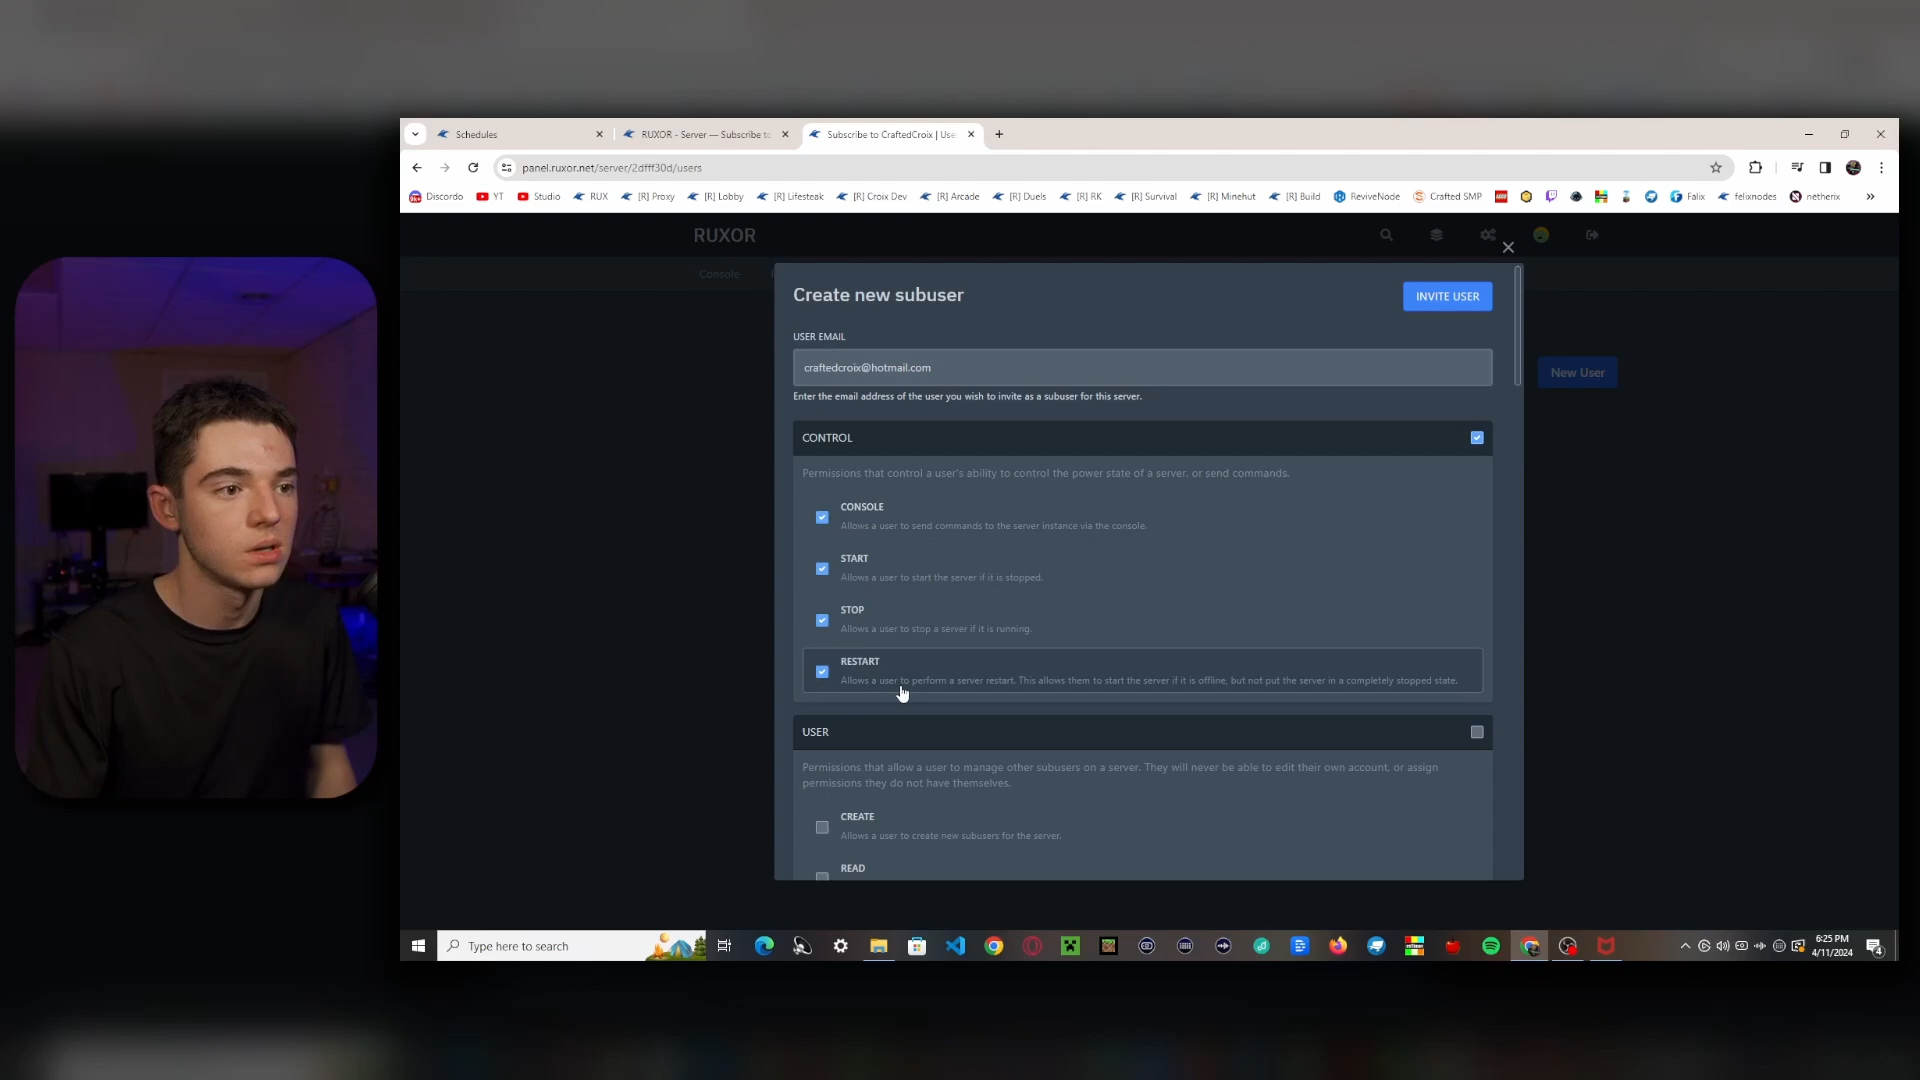 Schedules
RUXOR - Server — Subscribe to
Subscribe to CraftedCroix | Use
panel.ruxor.net/server/2dfff30d/users
Discordo YT Studio RUX [R] Proxy [R] Lobby [R] Lifesteak [R] Croix Dev [R] Arcade [R] Duels [R] RK [R] Survival [R] Minehut [R] Build ReviveNode Crafted SMP Falix felixnodes netherix »
RUXOR
Console
Create new subuser
INVITE USER
USER EMAIL
craftedcroix@hotmail.com
New User
Enter the email address of the user you wish to invite as a subuser for this server.
CONTROL
Permissions that control a user's ability to control the power state of a server, or send commands.
CONSOLE
Allows a user to send commands to the server instance via the console.
START
Allows a user to start the server if it is stopped.
STOP
Allows a user to stop a server if it is running.
RESTART
Allows a user to perform a server restart. This allows them to start the server if it is offline, but not put the server in a completely stopped state.
USER
Permissions that allow a user to manage other subusers on a server. They will never be able to edit their own account, or assign
permissions they do not have themselves.
CREATE
Allows a user to create new subusers for the server.
READ
Type here to search
6:25 PM
4/11/2024
4